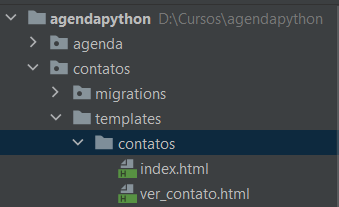 agendapython D:\Cursos\agendapython
agenda
contatos
migrations
templates
contatos
index.html
ver_contato.html